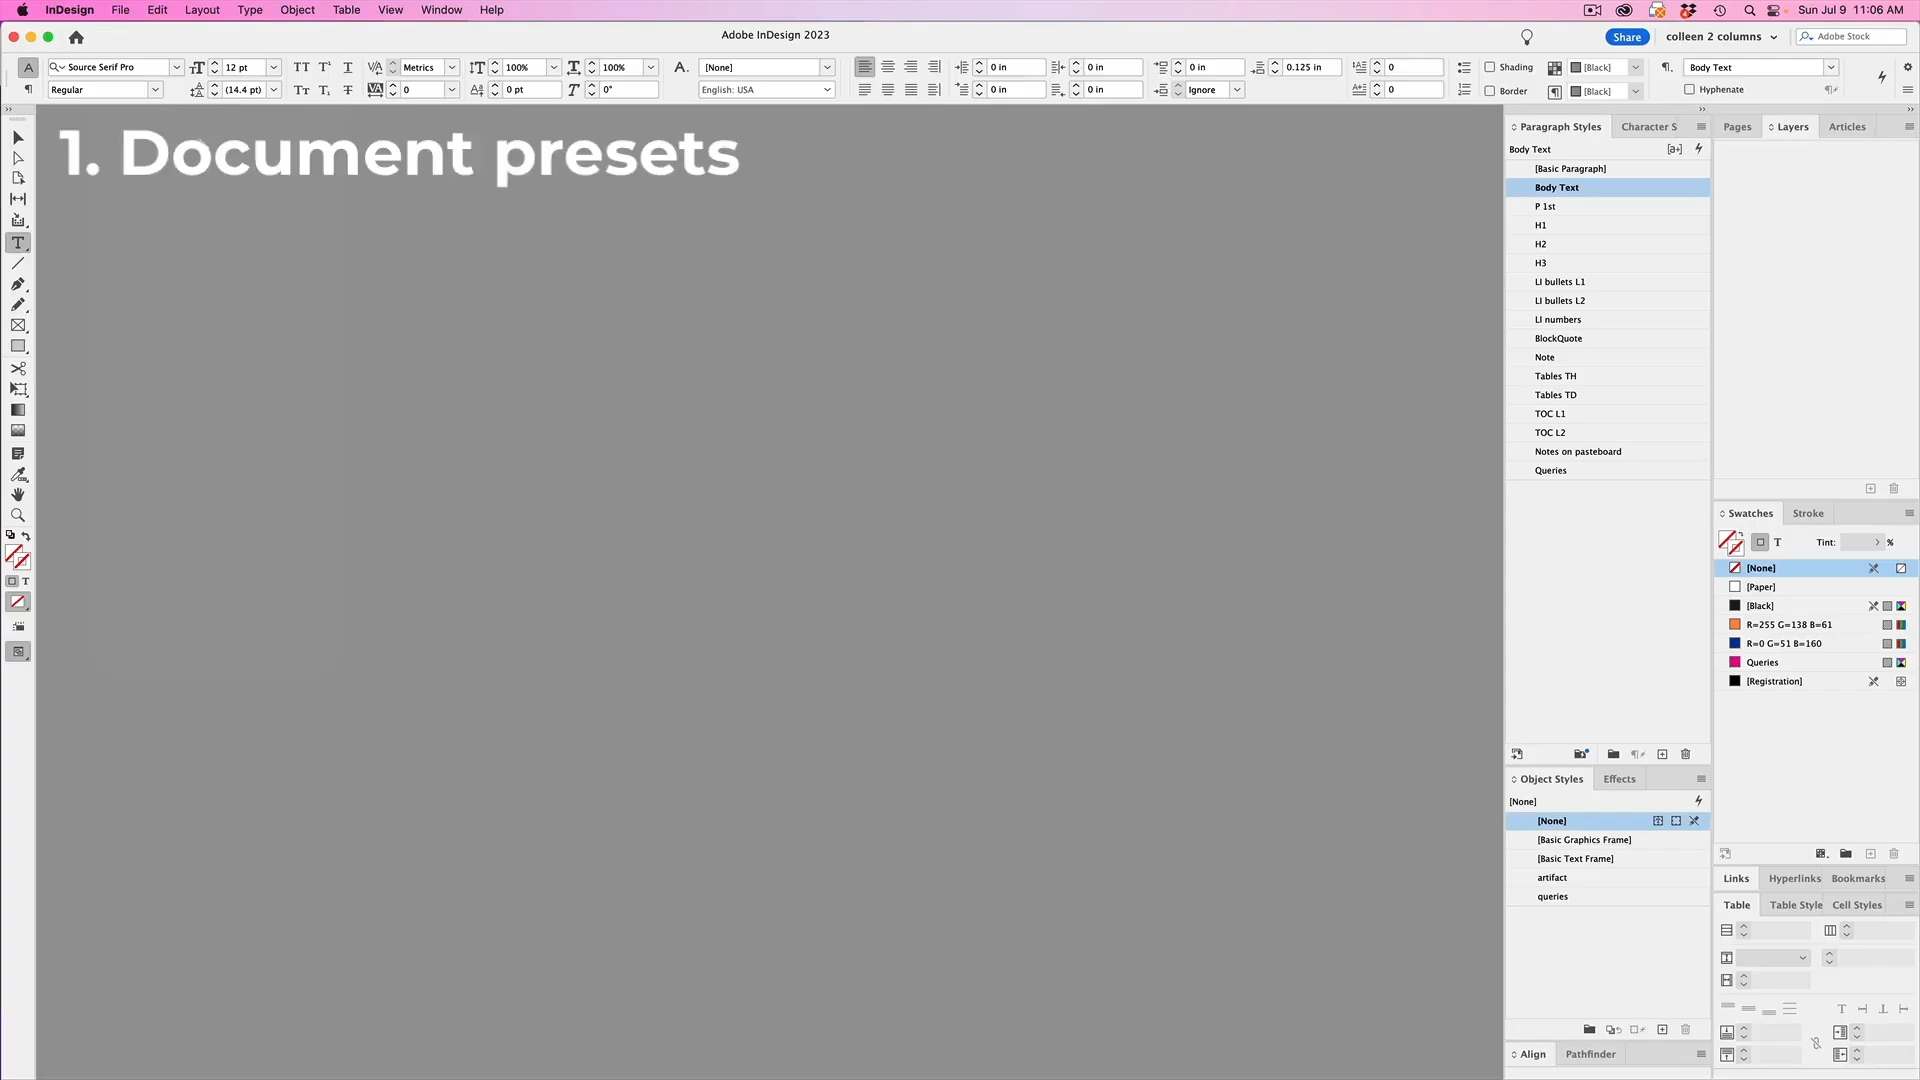 InDesign File Edit Layout Type Object Table View Window Help
Sun Jul 9 11:06 AM
Adobe InDesign 2023
Share
colleen 2 columns
Adobe Stock
Source Serif Pro
12 pt
Metrics
100%
100%
[None]
0 in
0 in
0 in
0.125 in
0
Shading
[Black]
Body Text
Regular
(14.4 pt)
0
0 pt
0°
English: USA
0 in
0 in
Ignore
0
Border
[Black]
Hyphenate
1. Document presets
Paragraph Styles
Character S
Body Text
[Basic Paragraph]
Body Text
P 1st
H1
H2
H3
LI bullets L1
LI bullets L2
LI numbers
BlockQuote
Note
Tables TH
Tables TD
TOC L1
TOC L2
Notes on pasteboard
Queries
Object Styles
Effects
[None]
[None]
[Basic Graphics Frame]
[Basic Text Frame]
artifact
queries
Align
Pathfinder
Pages
Layers
Articles
Swatches
Stroke
Tint:
%
[None]
[Paper]
[Black]
R=255 G=138 B=61
R=0 G=51 B=160
Queries
[Registration]
Links
Hyperlinks
Bookmarks
Table
Table Style
Cell Styles